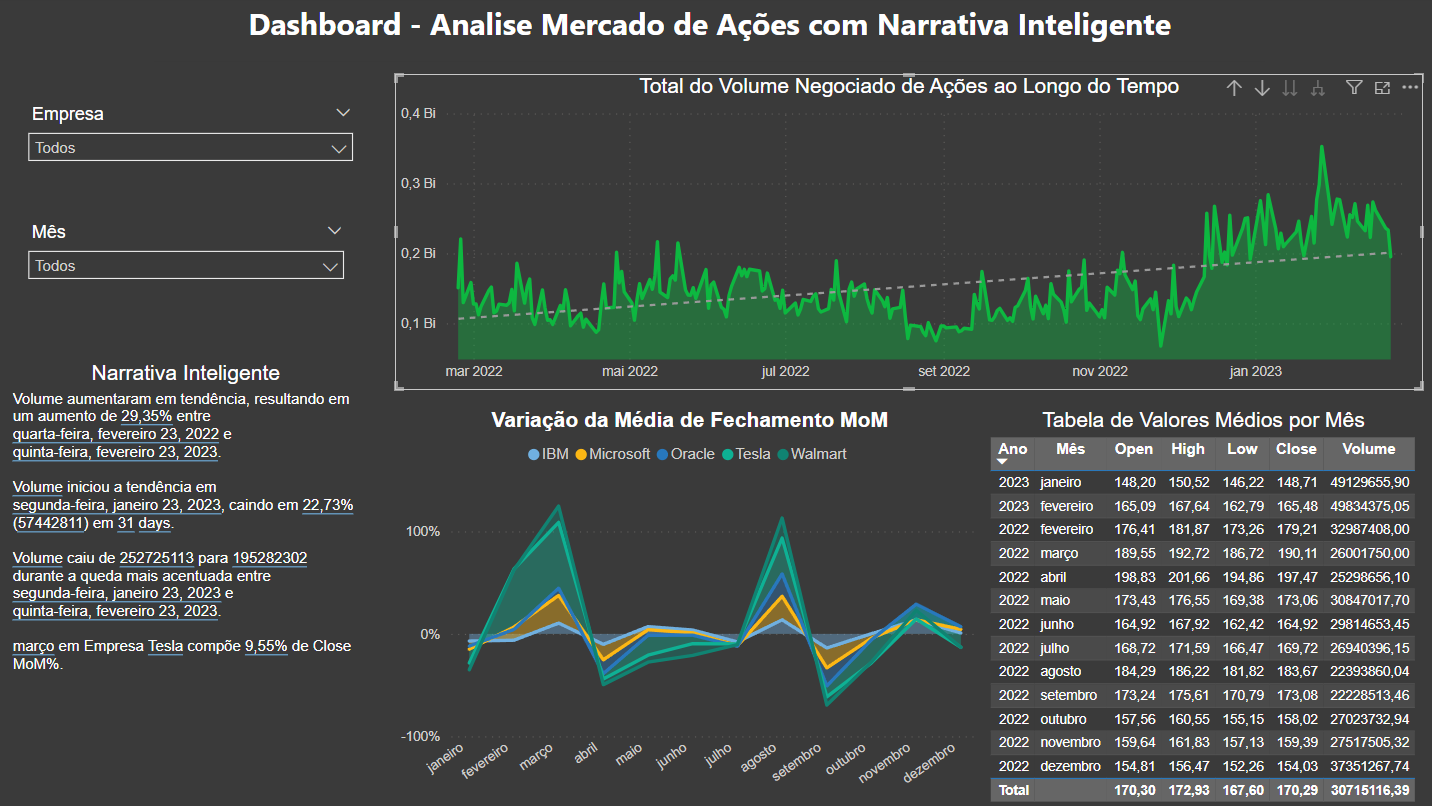 Dashboard - Analise Mercado de Ações com Narrativa Inteligente
Empresa
Todos
Mês
Todos
Narrativa Inteligente
Volume aumentaram em tendência, resultando em
um aumento de 29,35% entre
quarta-feira, fevereiro 23, 2022 e
quinta-feira, fevereiro 23, 2023.
Volume iniciou a tendência em
segunda-feira, janeiro 23, 2023, caindo em 22,73%
(57442811) em 31 days.
Volume caiu de 252725113 para 195282302
durante a queda mais acentuada entre
segunda-feira, janeiro 23, 2023 e
quinta-feira, fevereiro 23, 2023.
março em Empresa Tesla compõe 9,55% de Close
MoM%.
Total do Volume Negociado de Ações ao Longo do Tempo
0,4 Bi
0,3 Bi
0,2 Bi
0,1 Bi
mar 2022 mai 2022 jul 2022 set 2022 nov 2022 jan 2023
Variação da Média de Fechamento MoM
IBM Microsoft Oracle Tesla Walmart
100%
0%
-100%
janeiro fevereiro março abril maio junho julho agosto setembro outubro novembro dezembro
Tabela de Valores Médios por Mês
Ano Mês Open High Low Close Volume
2023 janeiro 148,20 150,52 146,22 148,71 49129655,90
2023 fevereiro 165,09 167,64 162,79 165,48 49834375,05
2022 fevereiro 176,41 181,87 173,26 179,21 32987408,00
2022 março 189,55 192,72 186,72 190,11 26001750,00
2022 abril 198,83 201,66 194,86 197,47 25298656,10
2022 maio 173,43 176,55 169,38 173,06 30847017,70
2022 junho 164,92 167,92 162,42 164,92 29814653,45
2022 julho 168,72 171,59 166,47 169,72 26940396,15
2022 agosto 184,29 186,22 181,82 183,67 22393860,04
2022 setembro 173,24 175,61 170,79 173,08 22228513,46
2022 outubro 157,56 160,55 155,15 158,02 27023732,94
2022 novembro 159,64 161,83 157,13 159,39 27517505,32
2022 dezembro 154,81 156,47 152,26 154,03 37351267,74
Total 170,30 172,93 167,60 170,29 30715116,39